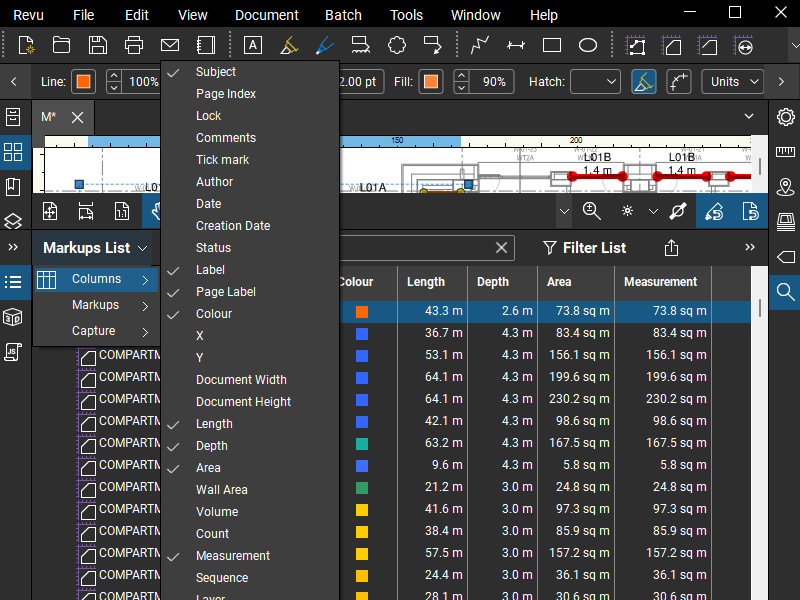 Revu File Edit View Document Batch Tools Window Help
Line: 100% 2.00 pt Fill: 90% Hatch: Units
M*
150 200
L01B L01B
WT2A
1.4 m 1.4 m
L01A
1:1
Markups List
Filter List
Columns
Markups
Capture
Subject
Page Index
Lock
Comments
Tick mark
Author
Date
Creation Date
Status
Label
Page Label
Colour
X
Y
Document Width
Document Height
Length
Depth
Area
Wall Area
Volume
Count
Measurement
Sequence
Layer
Colour Length Depth Area Measurement
43.3 m 2.6 m 73.8 sq m 73.8 sq m
36.7 m 4.3 m 83.4 sq m 83.4 sq m
COMPARTM 53.1 m 4.3 m 156.1 sq m 156.1 sq m
COMPARTM 64.1 m 4.3 m 199.6 sq m 199.6 sq m
COMPARTM 64.1 m 4.3 m 230.2 sq m 230.2 sq m
COMPARTM 42.1 m 4.3 m 98.6 sq m 98.6 sq m
COMPARTM 63.2 m 4.3 m 167.5 sq m 167.5 sq m
COMPARTM 9.6 m 4.3 m 5.8 sq m 5.8 sq m
COMPARTM 21.2 m 3.0 m 24.8 sq m 24.8 sq m
COMPARTM 41.6 m 3.0 m 97.3 sq m 97.3 sq m
COMPARTM 38.4 m 3.0 m 85.9 sq m 85.9 sq m
COMPARTM 57.5 m 3.0 m 157.2 sq m 157.2 sq m
COMPARTM 24.4 m 3.0 m 36.1 sq m 36.1 sq m
COMPARTM 28.1 m 3.0 m 30.6 sq m 30.6 sq m